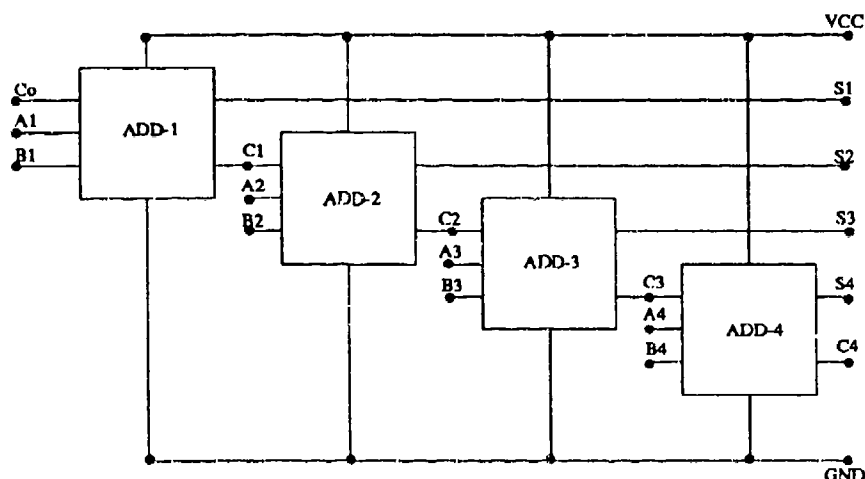 VCC
Co
S1
A1
ADD-1
B1
C1
S2
A2
ADD-2
B2
C2
S3
A3
ADD-3
B3
C3
S4
A4
ADD-4
B4
C4
GND